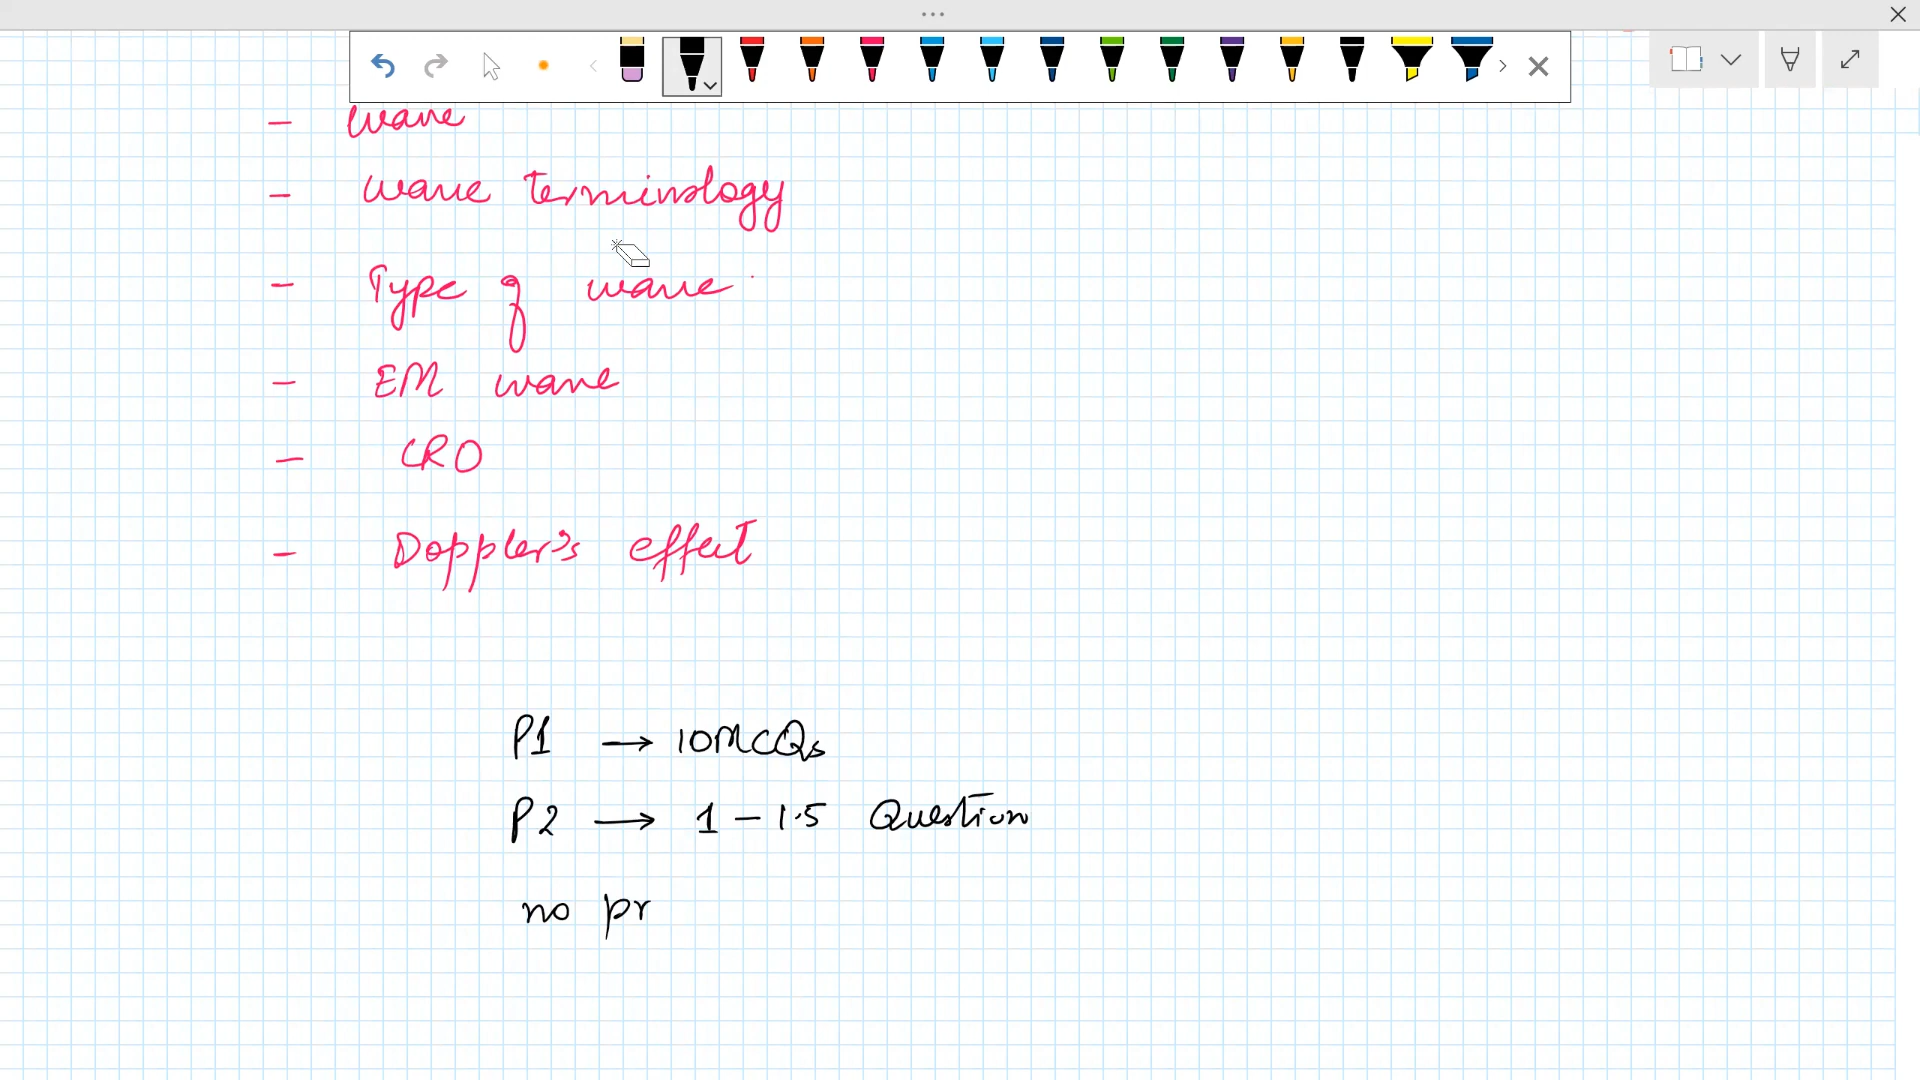 - wave
- wave terminology
- Type of wave
- EM wave
- CRO
- Doppler's effect
P1 → 10MCQs
P2 → 1 - 1.5 Question
no pr